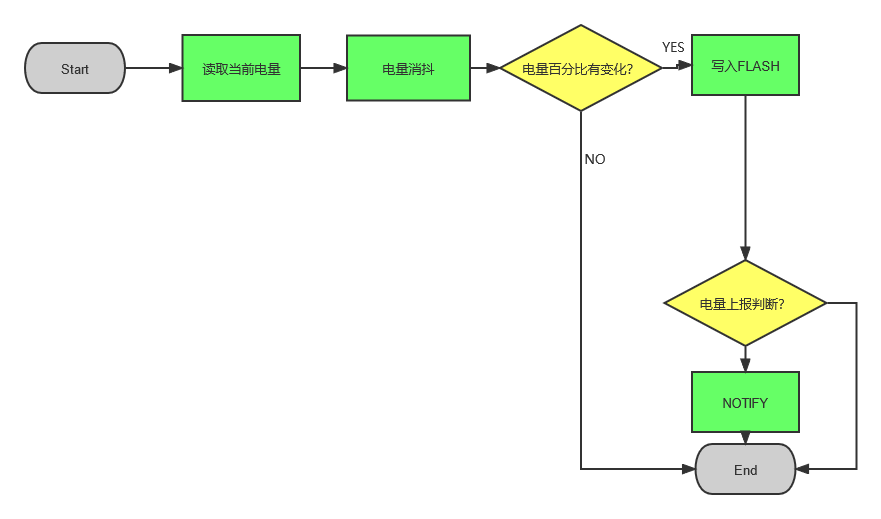 Start
读取当前电量
电量消抖
电量百分比有变化?
YES
写入FLASH
NO
电量上报判断?
NOTIFY
End